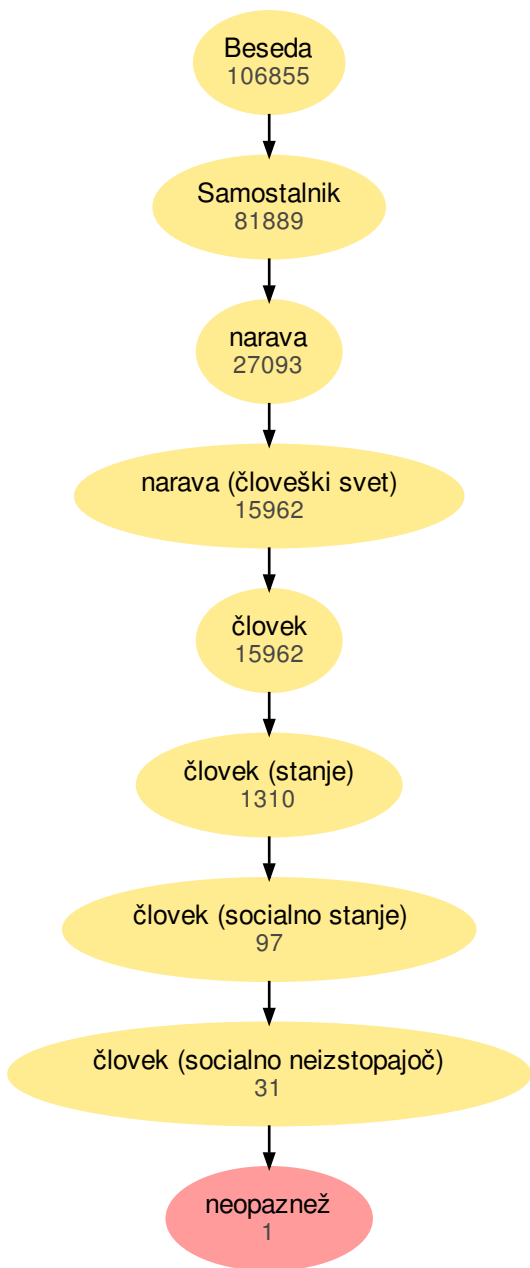 Beseda
106855
Samostalnik
81889
narava
27093
narava (človeški svet)
15962
človek
15962
človek (stanje)
1310
človek (socialno stanje)
97
človek (socialno neizstopajoč)
31
neopaznež
1